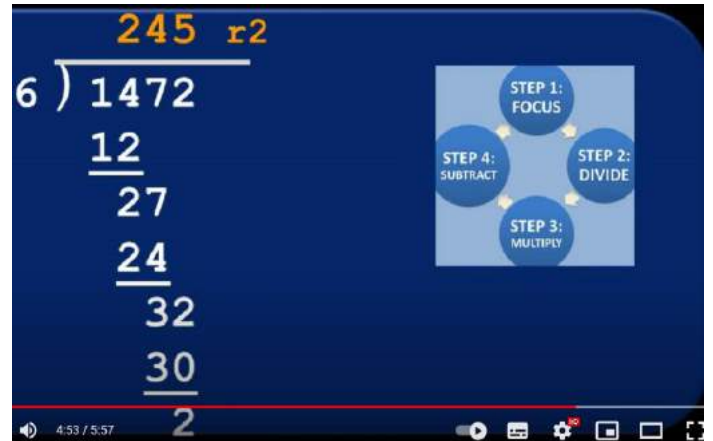 245 r2
6 ) 1472
12
27
24
32
30
2
STEP 1:
FOCUS
STEP 2:
DIVIDE
STEP 3:
MULTIPLY
STEP 4:
SUBTRACT
4:53 / 5:57
HD